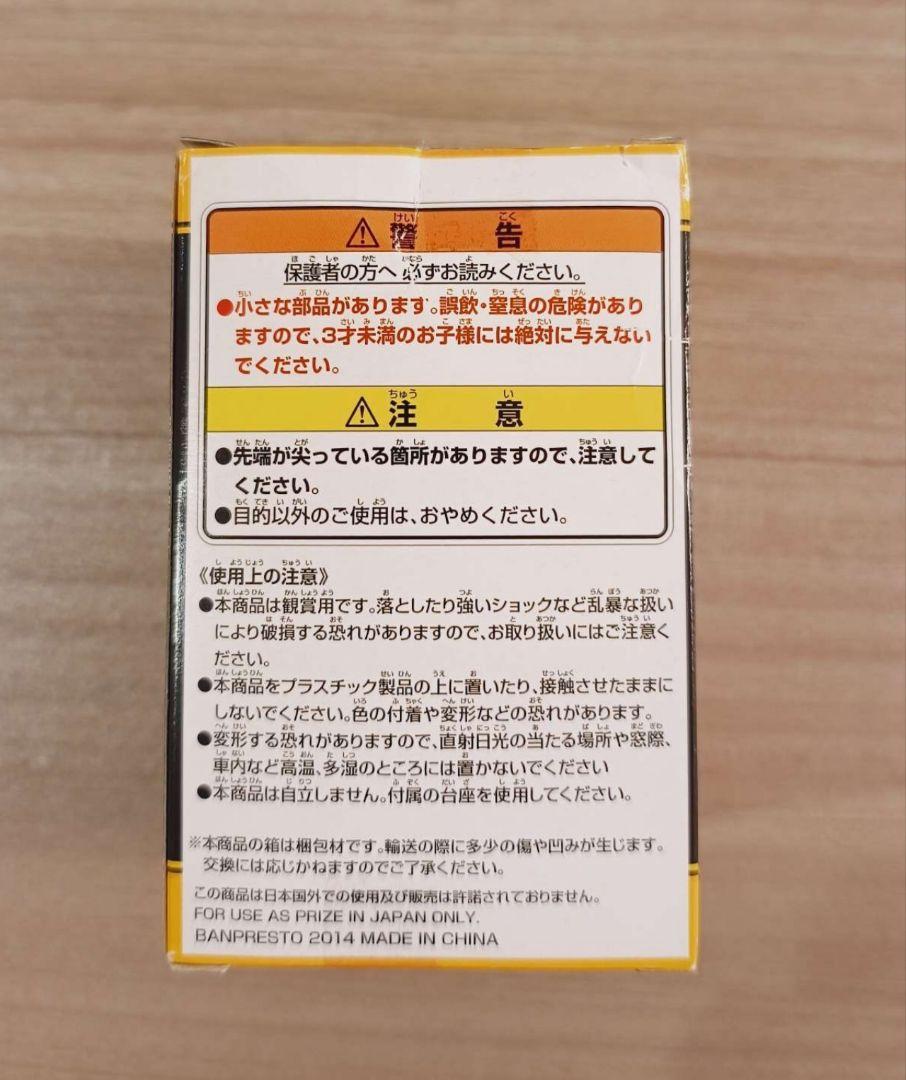 ⚠ 警告
保護者の方へ 必ずお読みください。
●小さな部品があります。誤飲・窒息の危険があり
ますので、3才未満のお子様には絶対に与えない
でください。
⚠ 注意
●先端が尖っている箇所がありますので、注意して
ください。
●目的以外のご使用は、おやめください。
《使用上の注意》
●本商品は観賞用です。落としたり強いショックなど乱暴な扱い
により破損する恐れがありますので、お取り扱いにはご注意く
ださい。
●本商品をプラスチック製品の上に置いたり、接触させたままに
しないでください。色の付着や変形などの恐れがあります。
●変形する恐れがありますので、直射日光の当たる場所や窓際、
車内など高温、多湿のところには置かないでください
●本商品は自立しません。付属の台座を使用してください。
※本商品の箱は梱包材です。輸送の際に多少の傷や凹みが生じます。
交換には応じかねますのでご了承ください。
この商品は日本国外での使用及び販売は許諾されておりません。
FOR USE AS PRIZE IN JAPAN ONLY.
BANPRESTO 2014 MADE IN CHINA